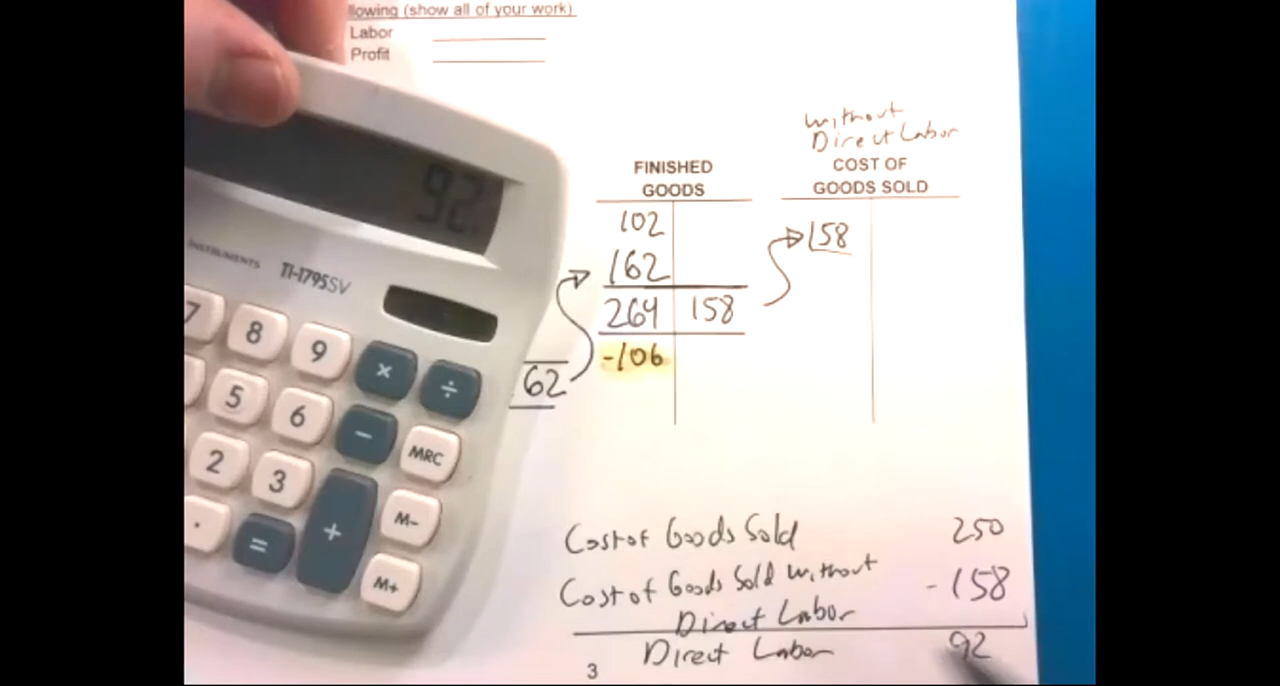 llowing (show all of your work)
Labor
Profit
without
Direct Labor
FINISHED
GOODS
COST OF
GOODS SOLD
102
162
264 158
-106
158
62
92.
INSTRUMENTS TI-1795SV
7 8 9 × ÷
5 6 − MRC
2 3 + M−
. = M+
Cost of Goods Sold 250
Cost of Goods Sold without -158
Direct Labor
Direct Labor 92
3